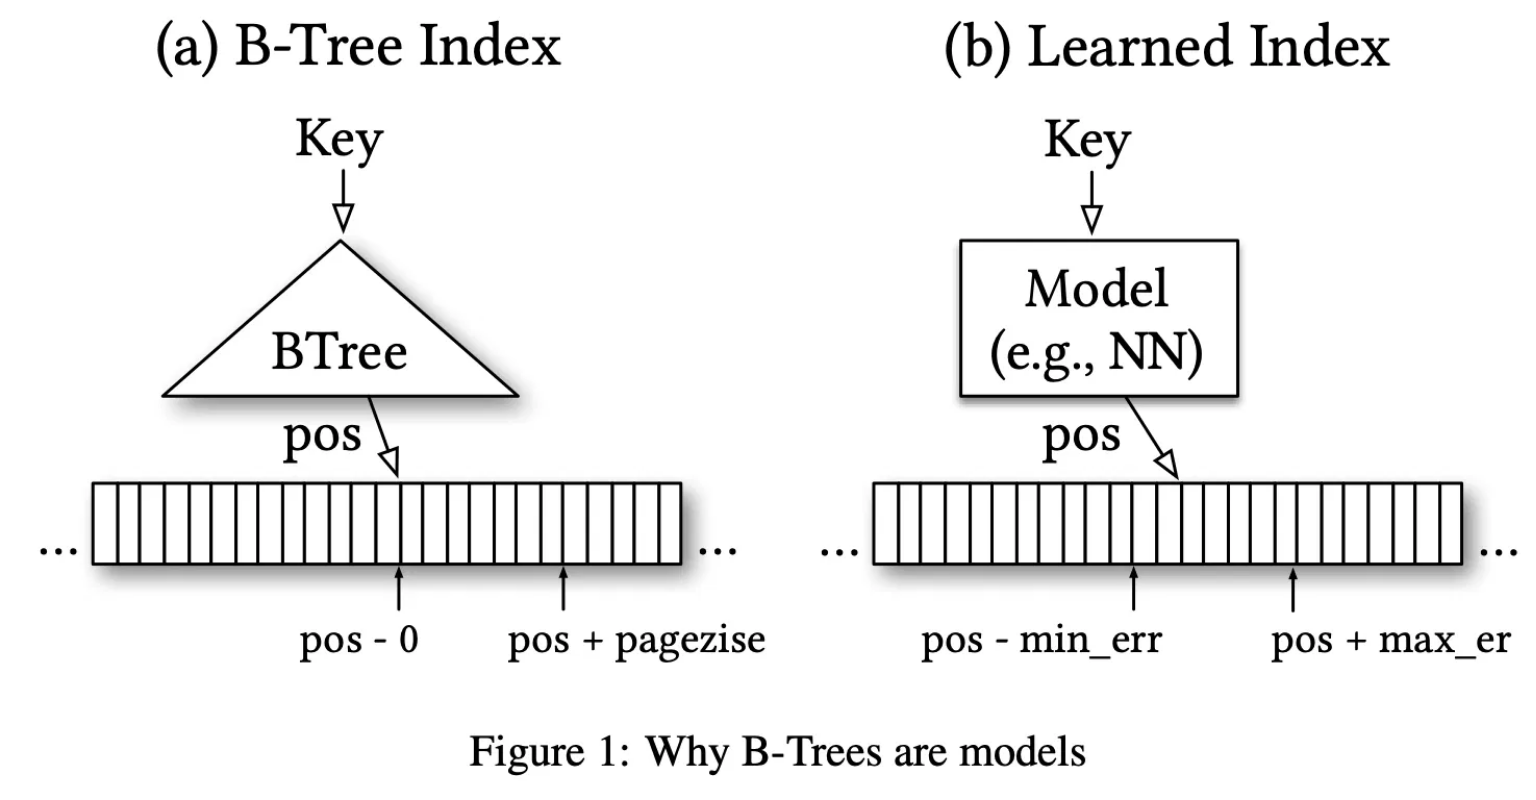 (a) B-Tree Index
Key
BTree
pos
...
...
pos - 0
pos + pagezise
(b) Learned Index
Key
Model
(e.g., NN)
pos
...
...
pos - min_err
pos + max_er
Figure 1: Why B-Trees are models